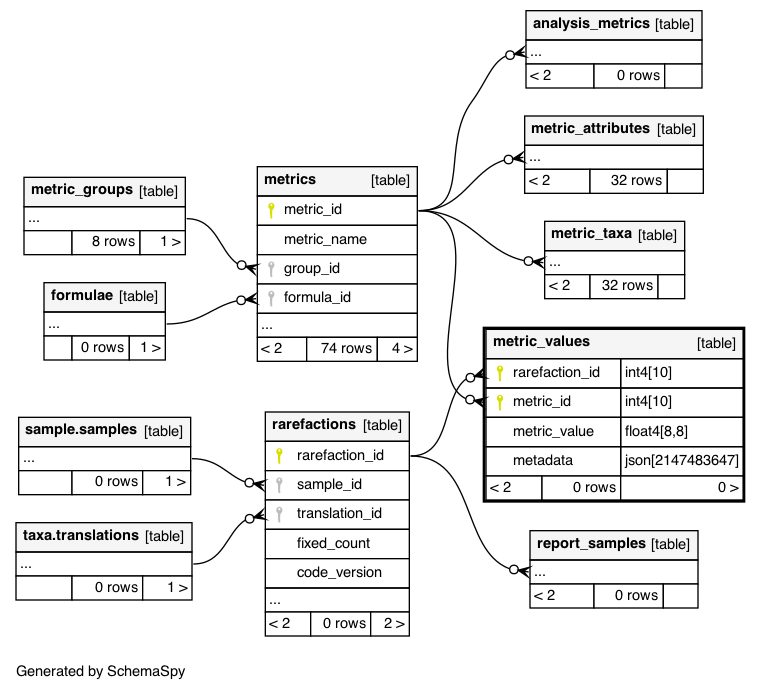 analysis_metrics [table]
...
< 2 0 rows
metric_attributes [table]
...
< 2 32 rows
metric_groups [table]
...
8 rows 1 >
metrics [table]
metric_id
metric_name
group_id
formula_id
...
< 2 74 rows 4 >
metric_taxa [table]
...
< 2 32 rows
formulae [table]
...
0 rows 1 >
metric_values [table]
rarefaction_id int4[10]
metric_id int4[10]
metric_value float4[8,8]
metadata json[2147483647]
< 2 0 rows 0 >
sample.samples [table]
...
0 rows 1 >
rarefactions [table]
rarefaction_id
sample_id
translation_id
fixed_count
code_version
...
< 2 0 rows 2 >
taxa.translations [table]
...
0 rows 1 >
report_samples [table]
...
< 2 0 rows
Generated by SchemaSpy